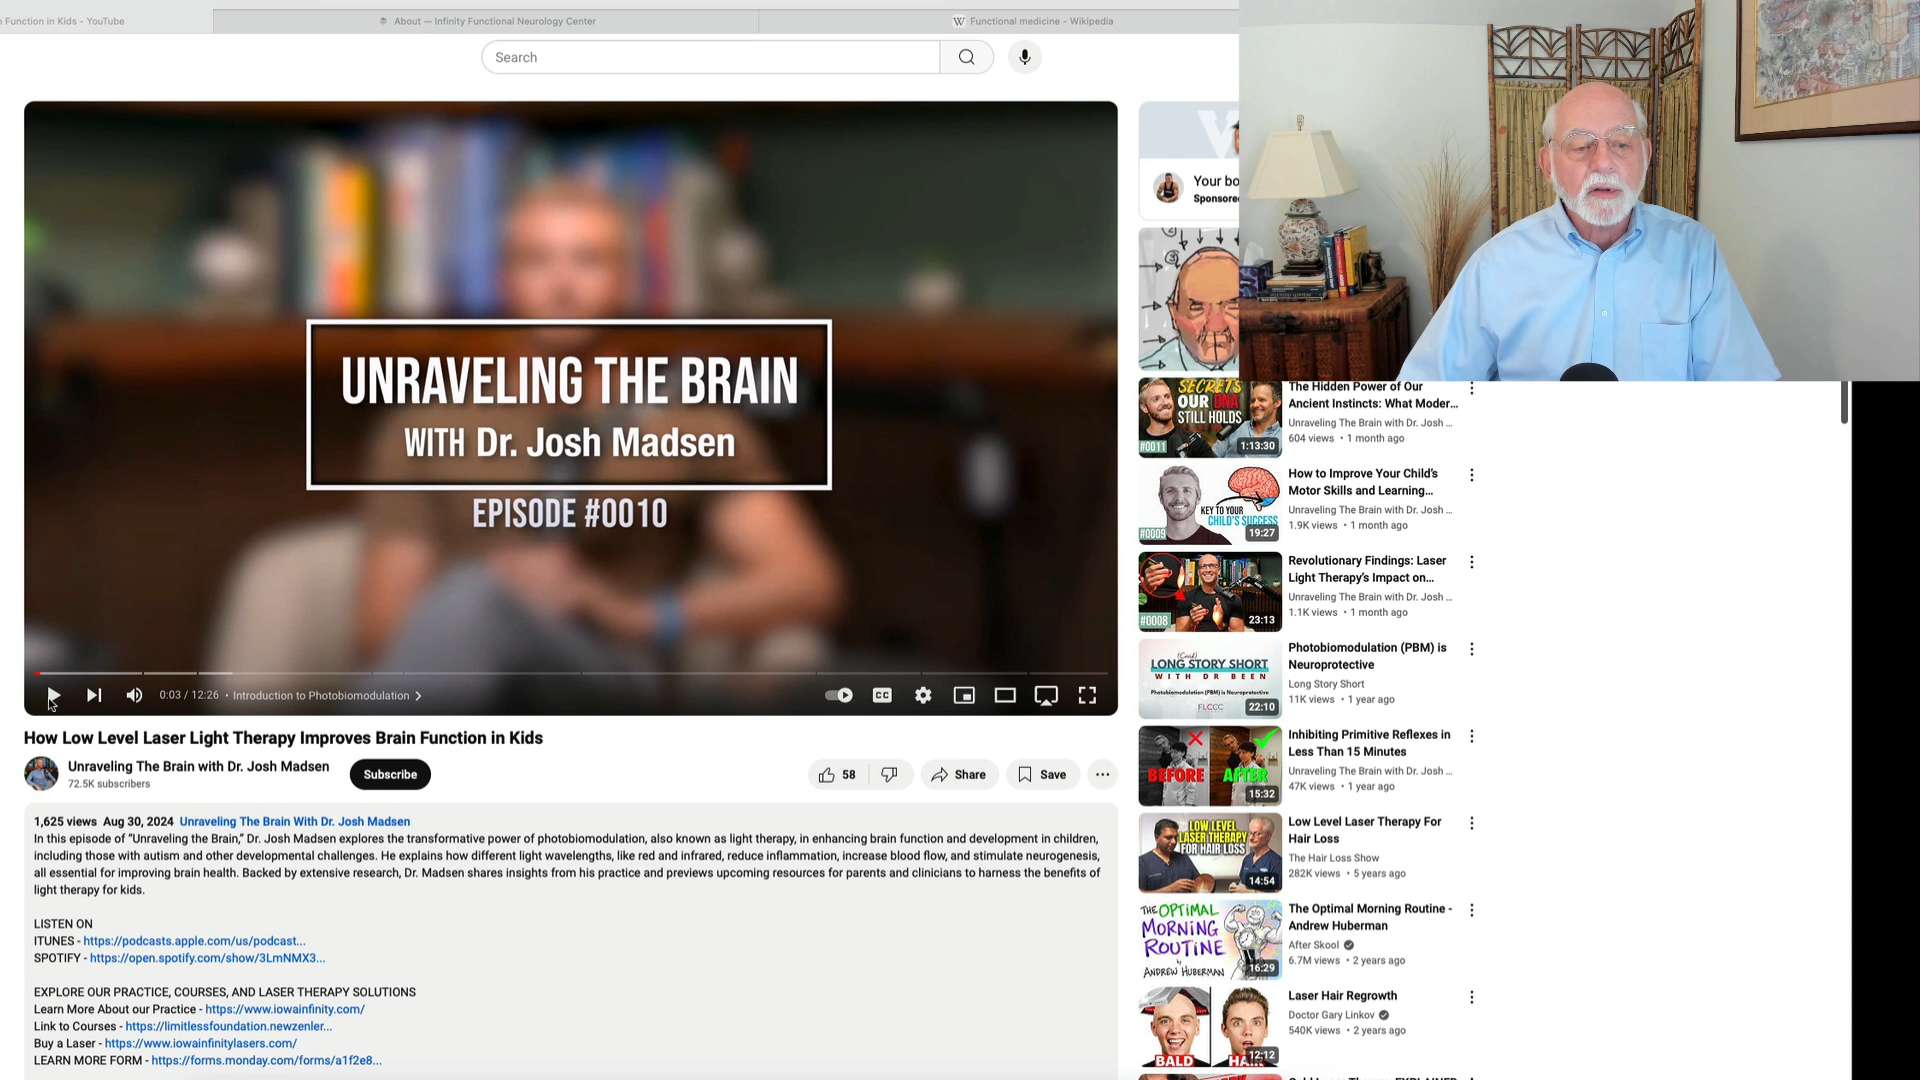 n Function in Kids - YouTube
About — Infinity Functional Neurology Center
W Functional medicine - Wikipedia
Search
UNRAVELING THE BRAIN
WITH Dr. Josh Madsen
EPISODE #0010
0:03 / 12:26 • Introduction to Photobiomodulation
CC
How Low Level Laser Light Therapy Improves Brain Function in Kids
Unraveling The Brain with Dr. Josh Madsen
72.5K subscribers
Subscribe
58
Share
Save
1,625 views Aug 30, 2024 Unraveling The Brain With Dr. Josh Madsen
In this episode of “Unraveling the Brain,” Dr. Josh Madsen explores the transformative power of photobiomodulation, also known as light therapy, in enhancing brain function and development in children,
including those with autism and other developmental challenges. He explains how different light wavelengths, like red and infrared, reduce inflammation, increase blood flow, and stimulate neurogenesis,
all essential for improving brain health. Backed by extensive research, Dr. Madsen shares insights from his practice and previews upcoming resources for parents and clinicians to harness the benefits of
light therapy for kids.
LISTEN ON
ITUNES - https://podcasts.apple.com/us/podcast...
SPOTIFY - https://open.spotify.com/show/3LmNMX3...
EXPLORE OUR PRACTICE, COURSES, AND LASER THERAPY SOLUTIONS
Learn More About our Practice - https://www.iowainfinity.com/
Link to Courses - https://limitlessfoundation.newzenler...
Buy a Laser - https://www.iowainfinitylasers.com/
LEARN MORE FORM - https://forms.monday.com/forms/a1f2e8...
Your bo
Sponsore
SECRETS
OUR DNA
STILL HOLDS
#0011
1:13:30
The Hidden Power of Our
Ancient Instincts: What Moder...
Unraveling The Brain with Dr. Josh ...
604 views • 1 month ago
KEY TO YOUR
CHILD'S SUCCESS
#0009
19:27
How to Improve Your Child’s
Motor Skills and Learning...
Unraveling The Brain with Dr. Josh ...
1.9K views • 1 month ago
#0008
23:13
Revolutionary Findings: Laser
Light Therapy’s Impact on...
Unraveling The Brain with Dr. Josh ...
1.1K views • 1 month ago
(Covid)
LONG STORY SHORT
WITH DR BEEN
Photobiomodulation (PBM) is Neuroprotective
FLCCC
22:10
Photobiomodulation (PBM) is
Neuroprotective
Long Story Short
11K views • 1 year ago
BEFORE
AFTER
15:32
Inhibiting Primitive Reflexes in
Less Than 15 Minutes
Unraveling The Brain with Dr. Josh ...
47K views • 1 year ago
LOW LEVEL
LASER THERAPY
FOR HAIR LOSS
14:54
Low Level Laser Therapy For
Hair Loss
The Hair Loss Show
282K views • 5 years ago
THE OPTIMAL
MORNING
ROUTINE
by
ANDREW HUBERMAN
16:29
The Optimal Morning Routine -
Andrew Huberman
After Skool
6.7M views • 2 years ago
BALD
HA
12:12
Laser Hair Regrowth
Doctor Gary Linkov
540K views • 2 years ago